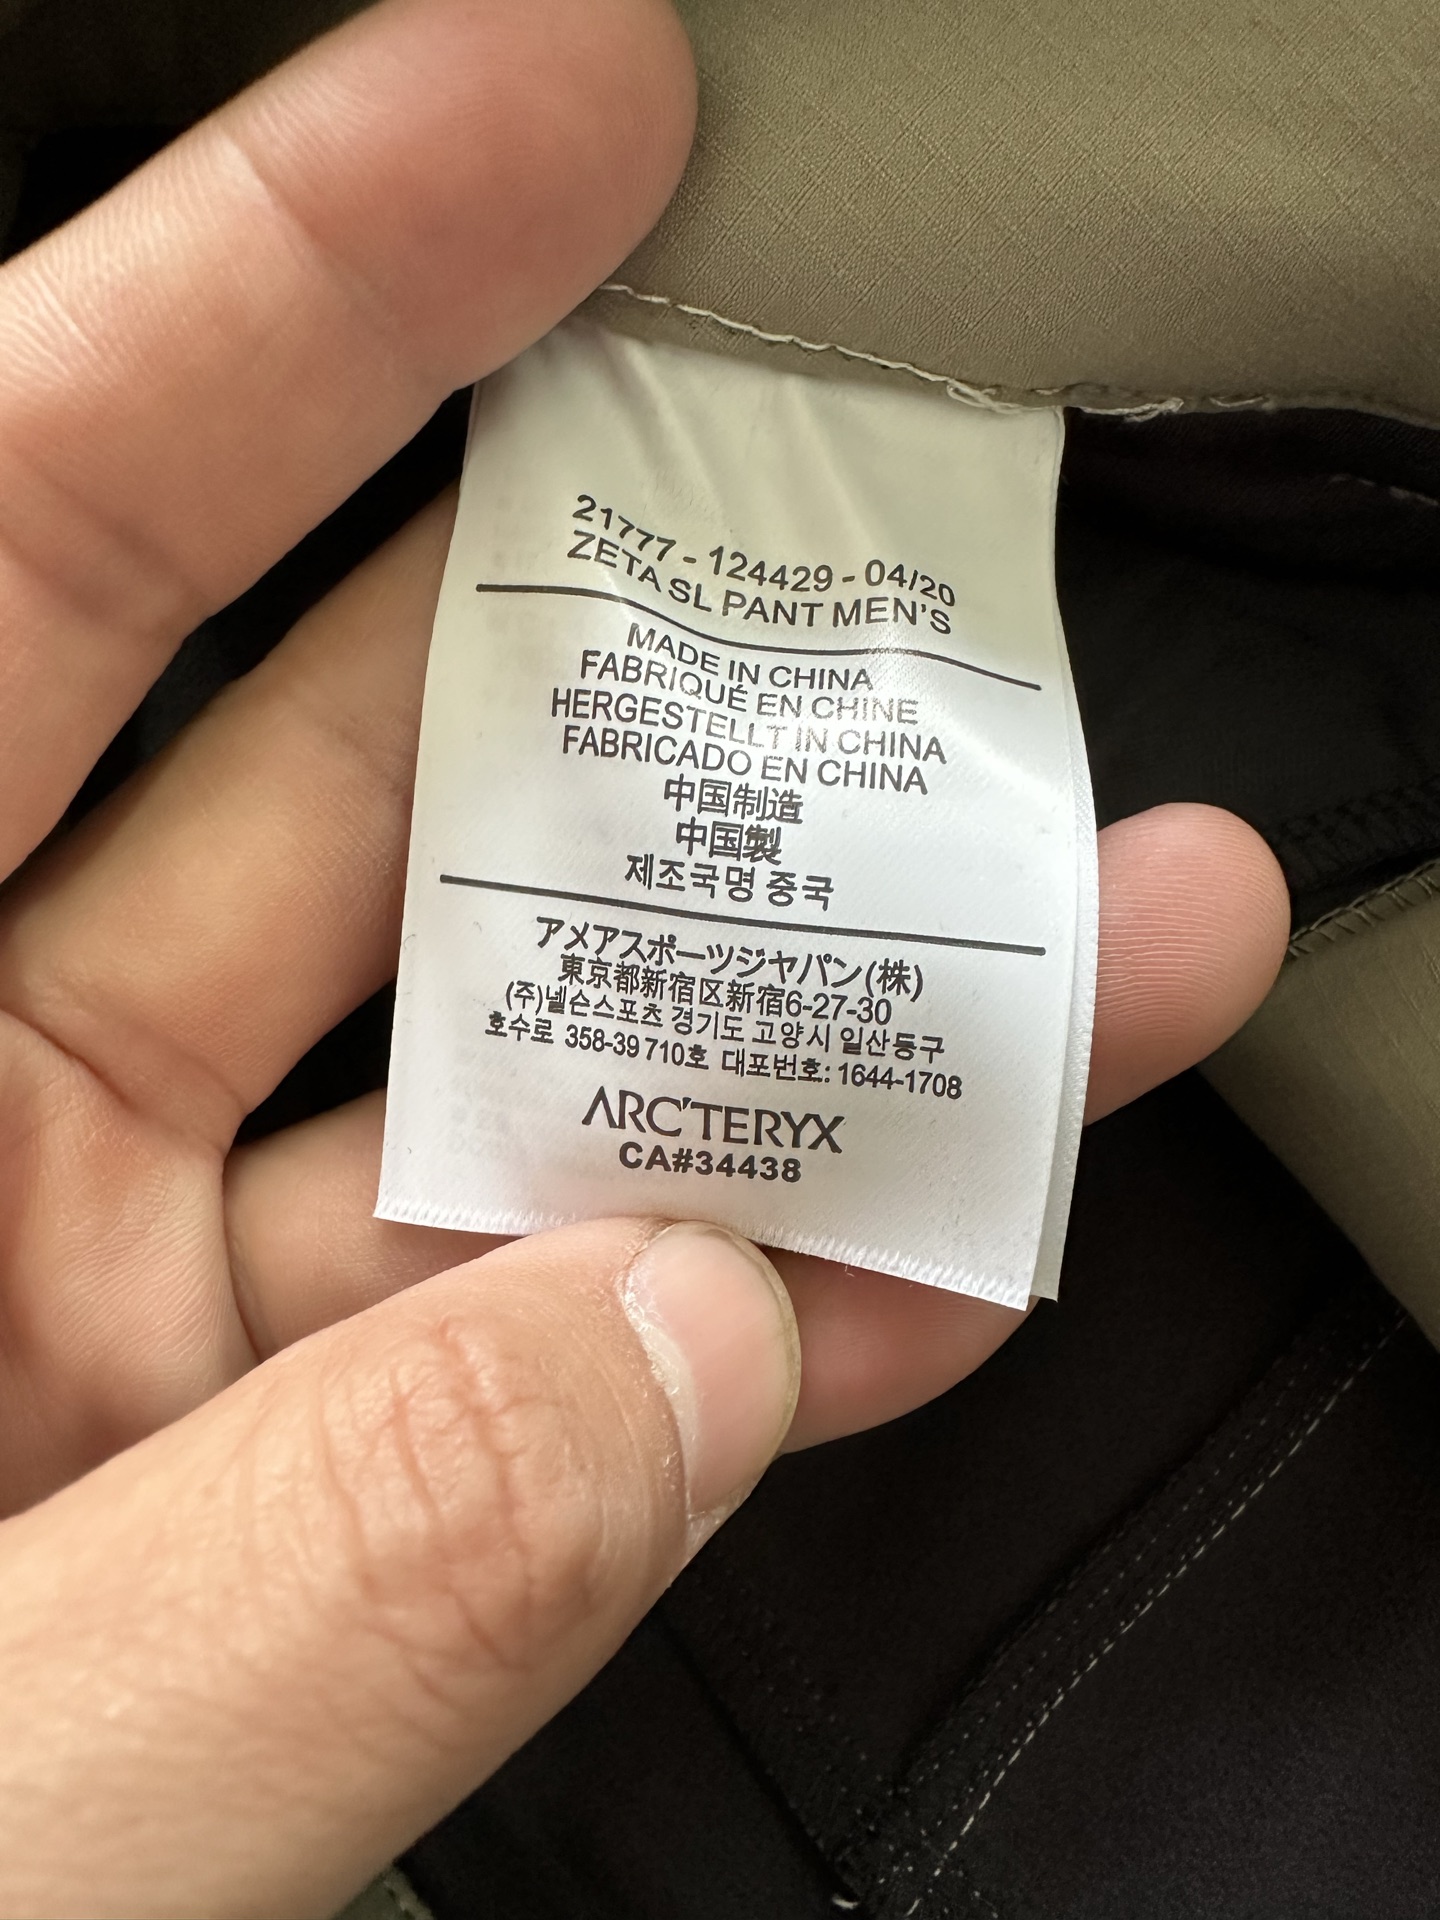 21777 - 124429 - 04/20
ZETA SL PANT MEN'S
MADE IN CHINA
FABRIQUÉ EN CHINE
HERGESTELLT IN CHINA
FABRICADO EN CHINA
中国制造
中国製
제조국명 중국
アメアスポーツジャパン(株)
東京都新宿区新宿6-27-30
(주)넬슨스포츠 경기도 고양시 일산동구
호수로 358-39 710호 대포번호: 1644-1708
ARC'TERYX
CA#34438